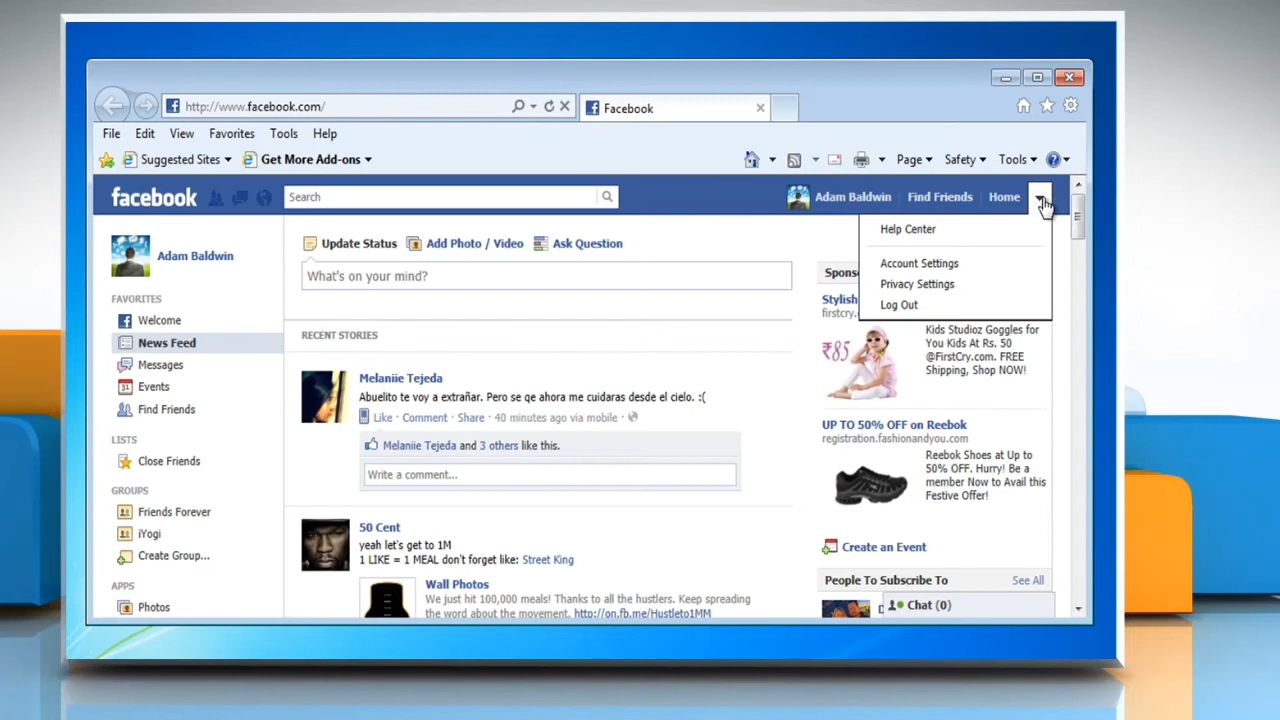 http://www.facebook.com/
Facebook
File Edit View Favorites Tools Help
Suggested Sites Get More Add-ons
Page Safety Tools
facebook
Search
Adam Baldwin Find Friends Home
Help Center
Account Settings
Privacy Settings
Log Out
Adam Baldwin
FAVORITES
Welcome
News Feed
Messages
Events
Find Friends
LISTS
Close Friends
GROUPS
Friends Forever
iYogi
Create Group...
APPS
Photos
Update Status Add Photo / Video Ask Question
What's on your mind?
RECENT STORIES
Melaniie Tejeda
Abuelito te voy a extrañar. Pero se qe ahora me cuidaras desde el cielo. :(
Like · Comment · Share · 40 minutes ago via mobile ·
Melaniie Tejeda and 3 others like this.
Write a comment...
50 Cent
yeah let's get to 1M
1 LIKE = 1 MEAL don't forget like: Street King
Wall Photos
We just hit 100,000 meals! Thanks to all the hustlers. Keep spreading
the word about the movement. http://on.fb.me/Hustleto1MM
Sponso
Stylish
firstcry.
₹85
Kids Studioz Goggles for
You Kids At Rs. 50
@FirstCry.com. FREE
Shipping, Shop NOW!
UP TO 50% OFF on Reebok
registration.fashionandyou.com
Reebok Shoes at Up to
50% OFF. Hurry! Be a
member Now to Avail this
Festive Offer!
Create an Event
People To Subscribe To See All
Chat (0)